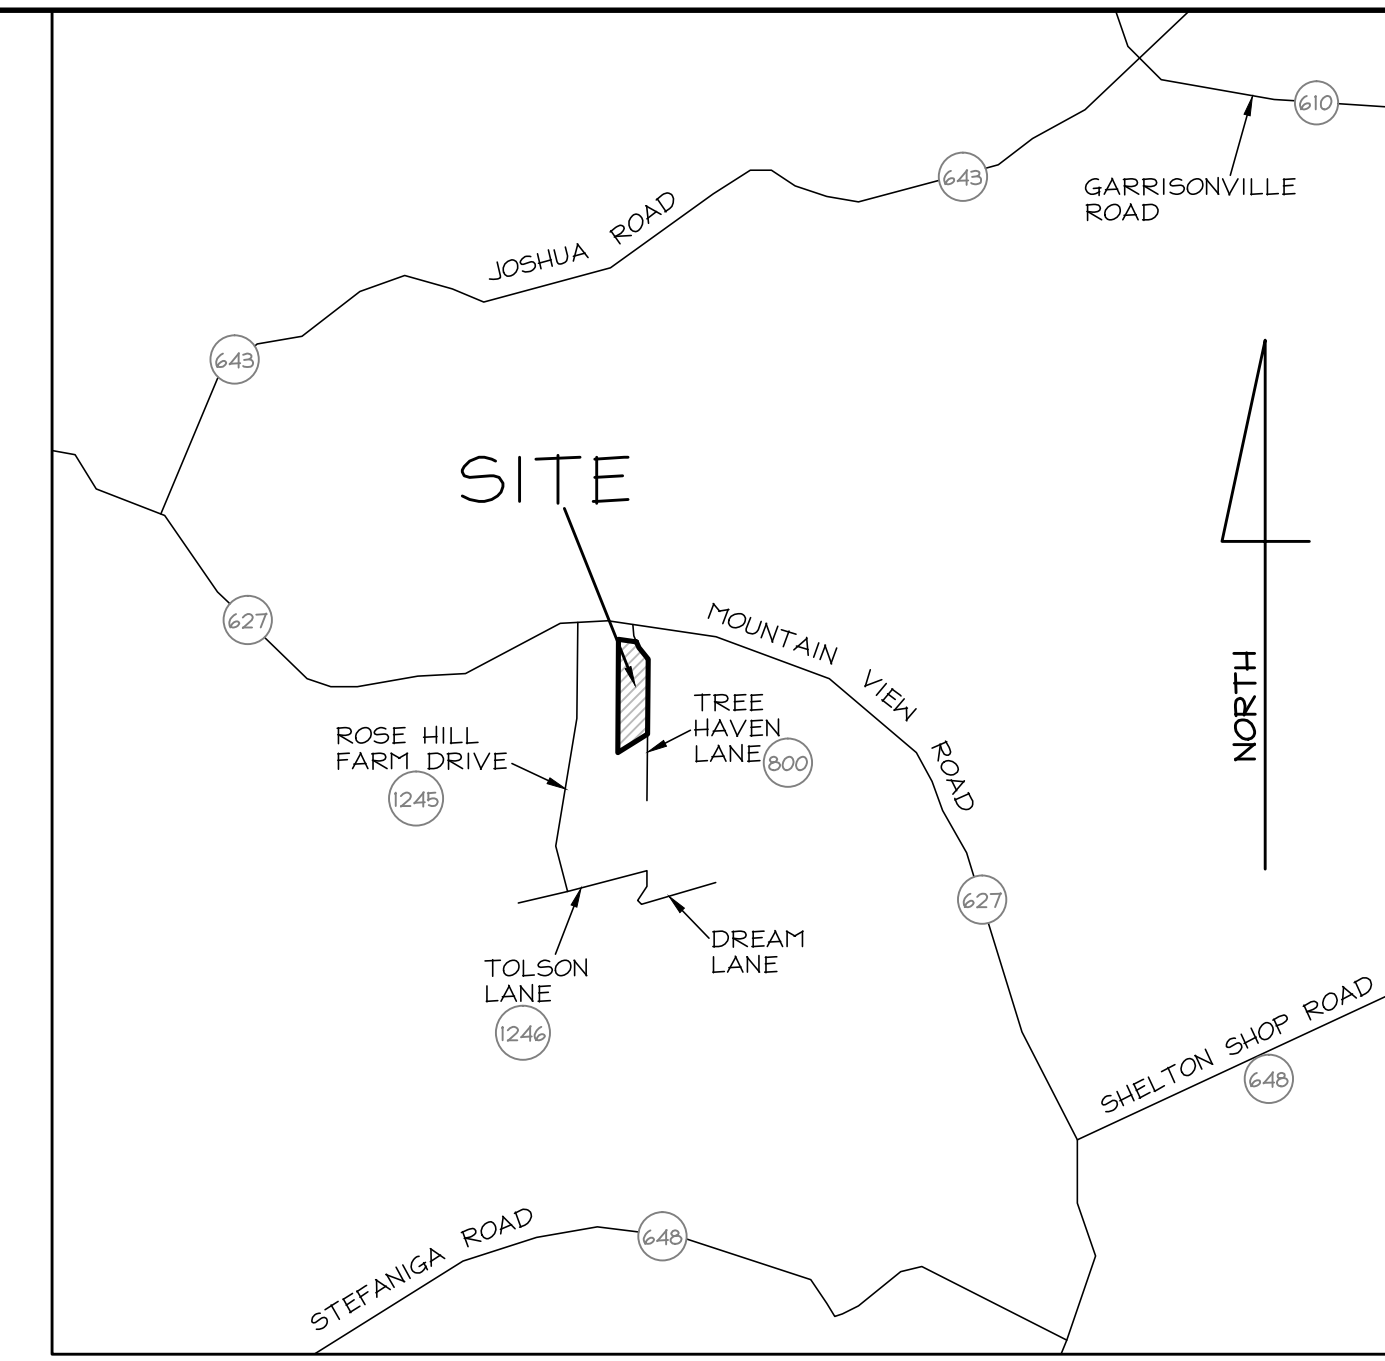 610
643
GARRISONVILLE
ROAD
JOSHUA ROAD
643
SITE
627
MOUNTAIN VIEW ROAD
NORTH
TREE
HAVEN
LANE
800
ROSE HILL
FARM DRIVE
1245
627
DREAM
LANE
TOLSON
LANE
1246
SHELTON SHOP ROAD
648
STEFANIGA ROAD
648